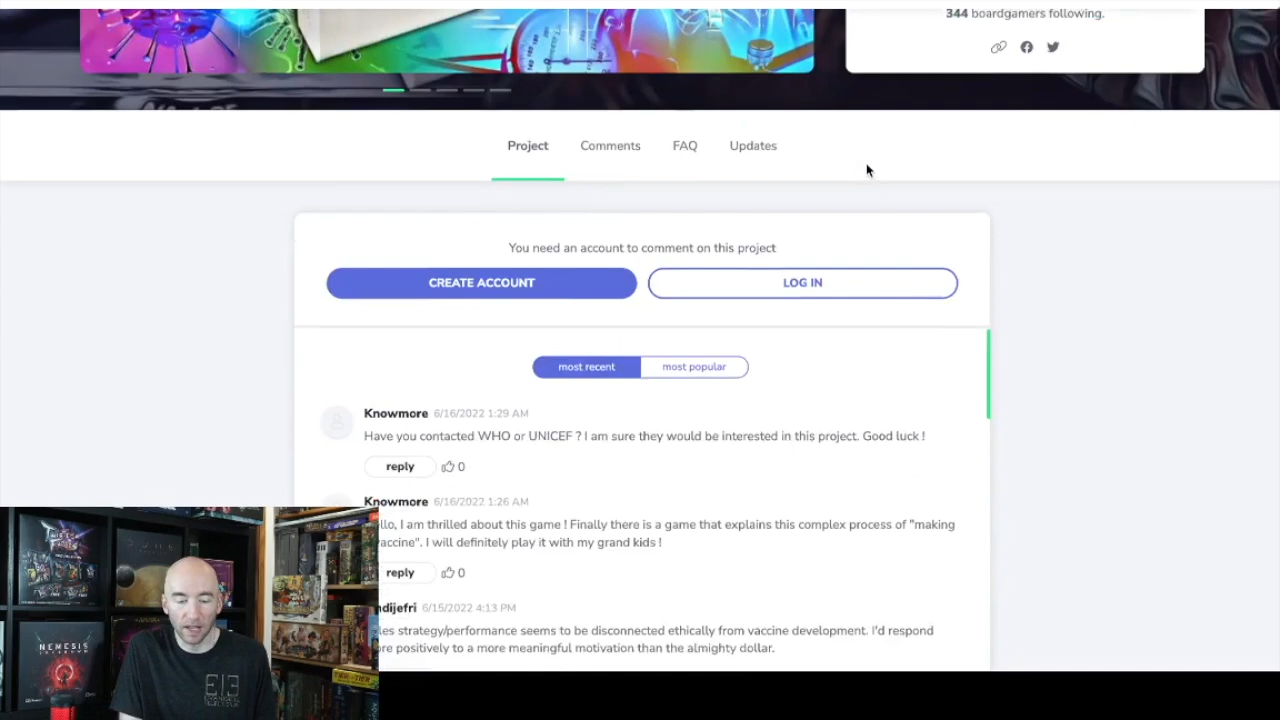 344 boardgamers following.
Project Comments FAQ Updates
You need an account to comment on this project
CREATE ACCOUNT LOG IN
most recent most popular
Knowmore 6/16/2022 1:29 AM
Have you contacted WHO or UNICEF ? I am sure they would be interested in this project. Good luck !
reply 0
Knowmore 6/16/2022 1:26 AM
llo, I am thrilled about this game ! Finally there is a game that explains this complex process of "making
vaccine". I will definitely play it with my grand kids !
reply 0
ndijefri 6/15/2022 4:13 PM
les strategy/performance seems to be disconnected ethically from vaccine development. I'd respond
re positively to a more meaningful motivation than the almighty dollar.
NEMESIS